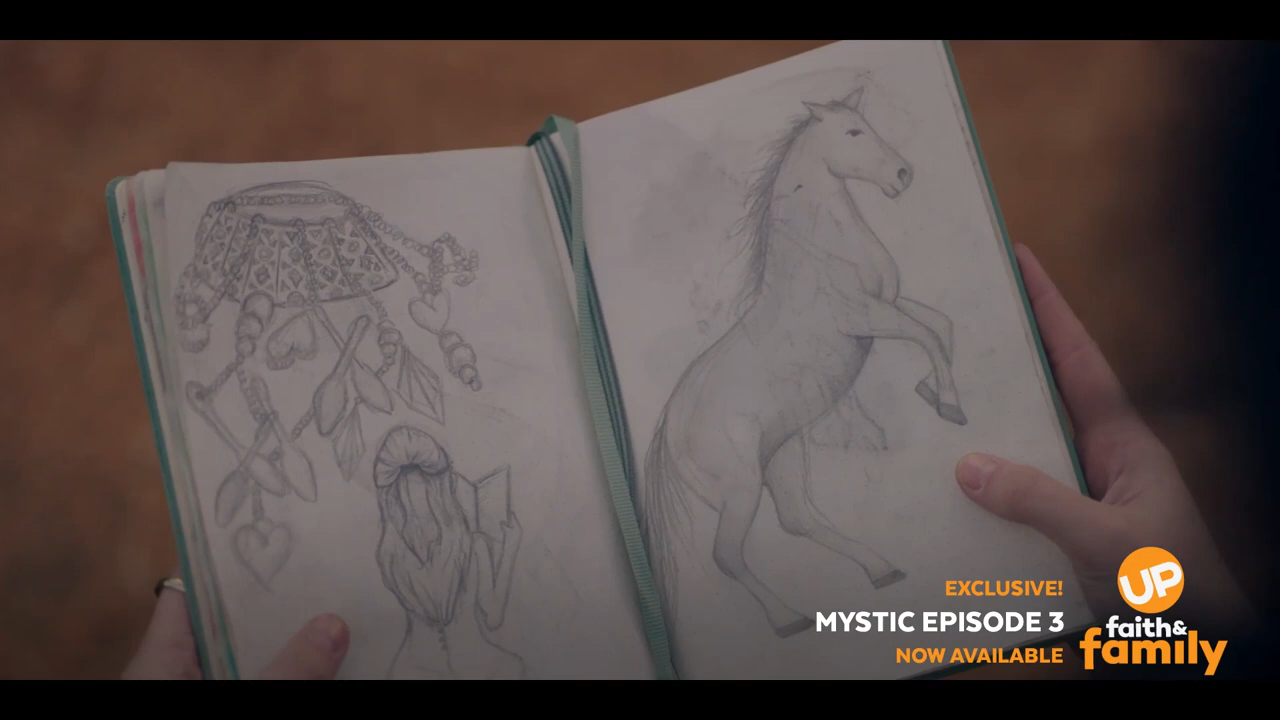 EXCLUSIVE!
MYSTIC EPISODE 3
NOW AVAILABLE
UP
faith&
family